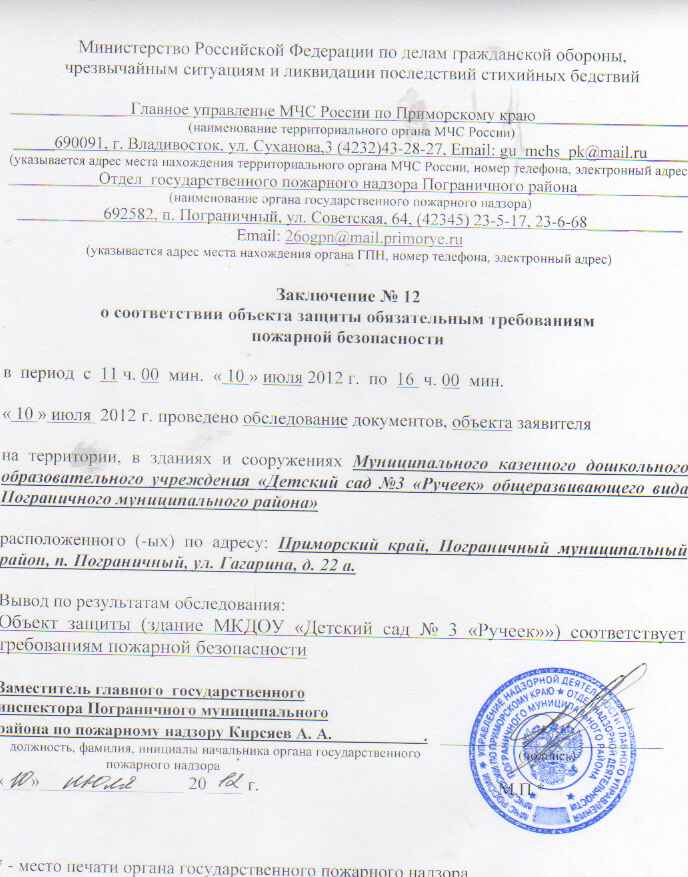 Министерство Российской Федерации по делам гражданской обороны,
чрезвычайным ситуациям и ликвидации последствий стихийных бедствий
Главное управление МЧС России по Приморскому краю
(наименование территориального органа МЧС России)
690091, г. Владивосток, ул. Суханова,3 (4232)43-28-27, Email: gu_mchs_pk@mail.ru
(указывается адрес места нахождения территориального органа МЧС России, номер телефона, электронный адрес
Отдел государственного пожарного надзора Пограничного района
(наименование органа государственного пожарного надзора)
692582, п. Пограничный, ул. Советская, 64, (42345) 23-5-17, 23-6-68
Email: 26ogpn@mail.primorye.ru
(указывается адрес места нахождения органа ГПН, номер телефона, электронный адрес)
Заключение № 12
о соответствии объекта защиты обязательным требованиям
пожарной безопасности
в период с 11 ч. 00 мин. « 10 » июля 2012 г. по 16 ч. 00 мин.
« 10 » июля 2012 г. проведено обследование документов, объекта заявителя
на территории, в зданиях и сооружениях Муниципального казенного дошкольного
образовательного учреждения «Детский сад №3 «Ручеек» общеразвивающего вида
Пограничного муниципального района»
расположенного (-ых) по адресу: Приморский край, Пограничный муниципальный
район, п. Пограничный, ул. Гагарина, д. 22 а.
Вывод по результатам обследования:
Объект защиты (здание МКДОУ «Детский сад № 3 «Ручеек»») соответствует
требованиям пожарной безопасности
Заместитель главного государственного
инспектора Пограничного муниципального
района по пожарному надзору Кирсяев А. А.
должность, фамилия, инициалы начальника органа государственного
пожарного надзора
(подпись)
« 10 » июля 20 12 г.
М.П.*
* - место печати органа государственного пожарного надзора